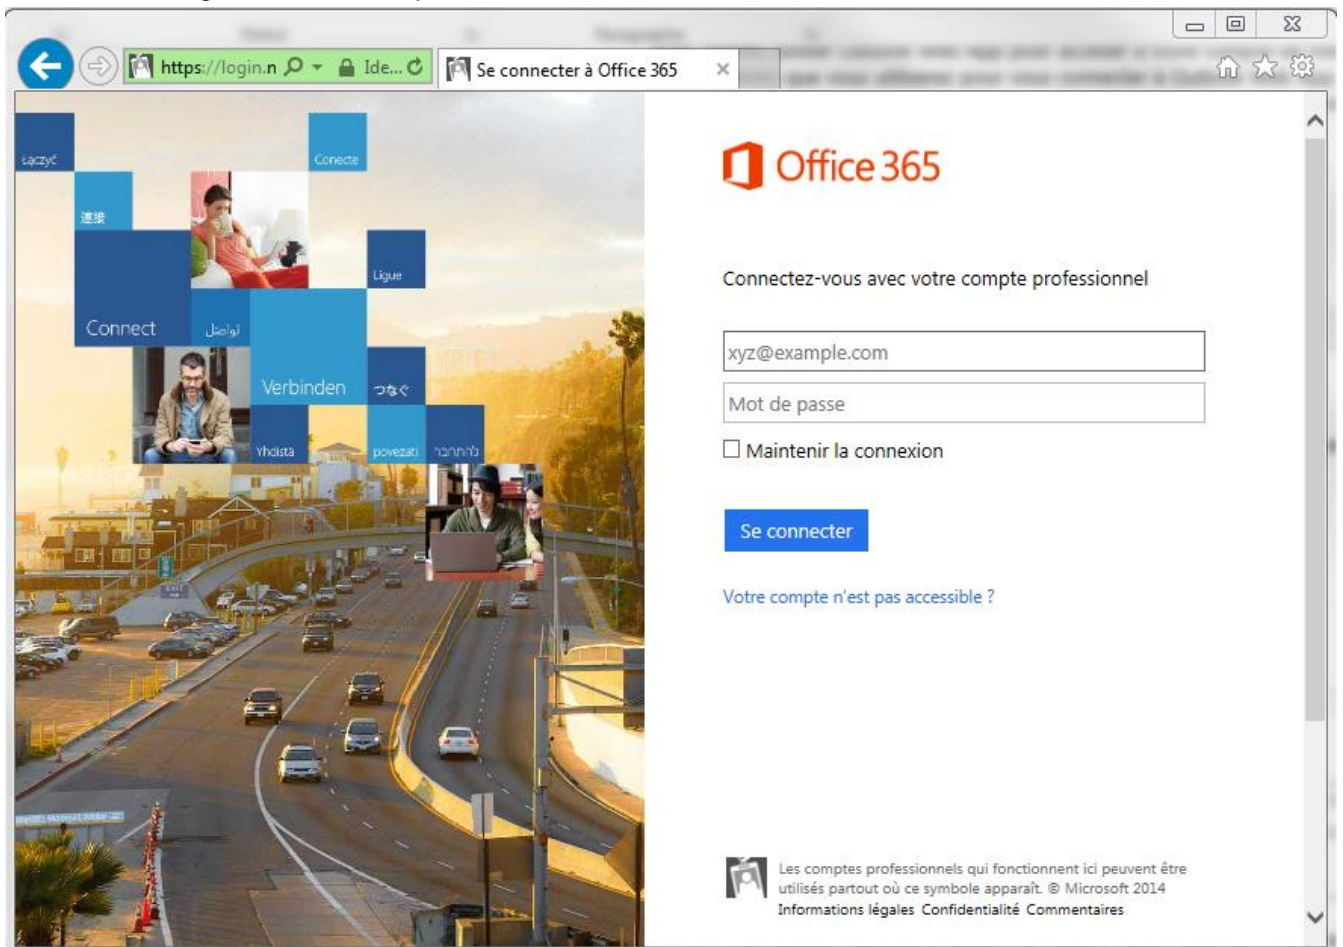 https://login.n
Ide...
Se connecter à Office 365
Łączyć
Conecte
連接
Ligue
Connect
تواصل
Verbinden
つなぐ
Yhdistä
povezati
להתחבר
Office 365
Connectez-vous avec votre compte professionnel
xyz@example.com
Mot de passe
Maintenir la connexion
Se connecter
Votre compte n'est pas accessible ?
Les comptes professionnels qui fonctionnent ici peuvent être
utilisés partout où ce symbole apparaît. © Microsoft 2014
Informations légales Confidentialité Commentaires